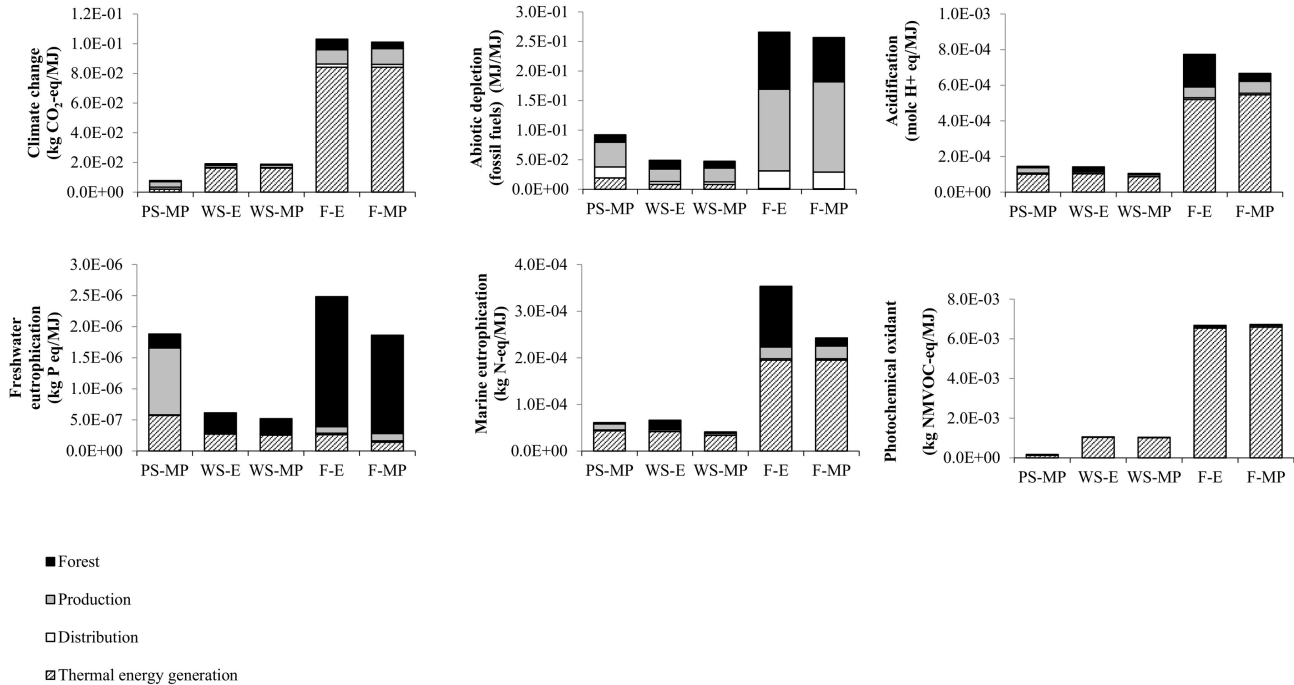 Climate change
(kg CO₂-eq/MJ)
1.2E-01
1.0E-01
8.0E-02
6.0E-02
4.0E-02
2.0E-02
0.0E+00
PS-MP WS-E WS-MP F-E F-MP
Abiotic depletion
(fossil fuels) (MJ/MJ)
3.0E-01
2.5E-01
2.0E-01
1.5E-01
1.0E-01
5.0E-02
0.0E+00
PS-MP WS-E WS-MP F-E F-MP
Acidification
(molc H+ eq/MJ)
1.0E-03
8.0E-04
6.0E-04
4.0E-04
2.0E-04
0.0E+00
PS-MP WS-E WS-MP F-E F-MP
Freshwater
eutrophication
(kg P eq/MJ)
3.0E-06
2.5E-06
2.0E-06
1.5E-06
1.0E-06
5.0E-07
0.0E+00
PS-MP WS-E WS-MP F-E F-MP
Marine eutrophication
(kg N-eq/MJ)
4.0E-04
3.0E-04
2.0E-04
1.0E-04
0.0E+00
PS-MP WS-E WS-MP F-E F-MP
Photochemical oxidant
(kg NMVOC-eq/MJ)
8.0E-03
6.0E-03
4.0E-03
2.0E-03
0.0E+00
PS-MP WS-E WS-MP F-E F-MP
Forest
Production
Distribution
Thermal energy generation